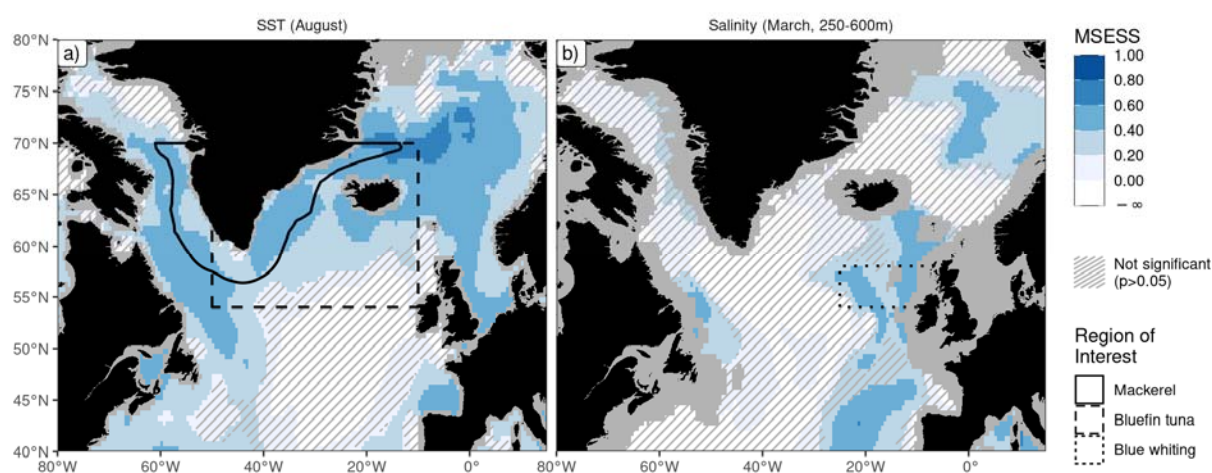 SST (August)
Salinity (March, 250-600m)
a)
b)
80°N
75°N
70°N
65°N
60°N
55°N
50°N
45°N
40°N
80°W
60°W
40°W
20°W
0°
80°W
60°W
40°W
20°W
0°
MSESS
1.00
0.80
0.60
0.40
0.20
0.00
− ∞
Not significant
(p>0.05)
Region of
Interest
Mackerel
Bluefin tuna
Blue whiting